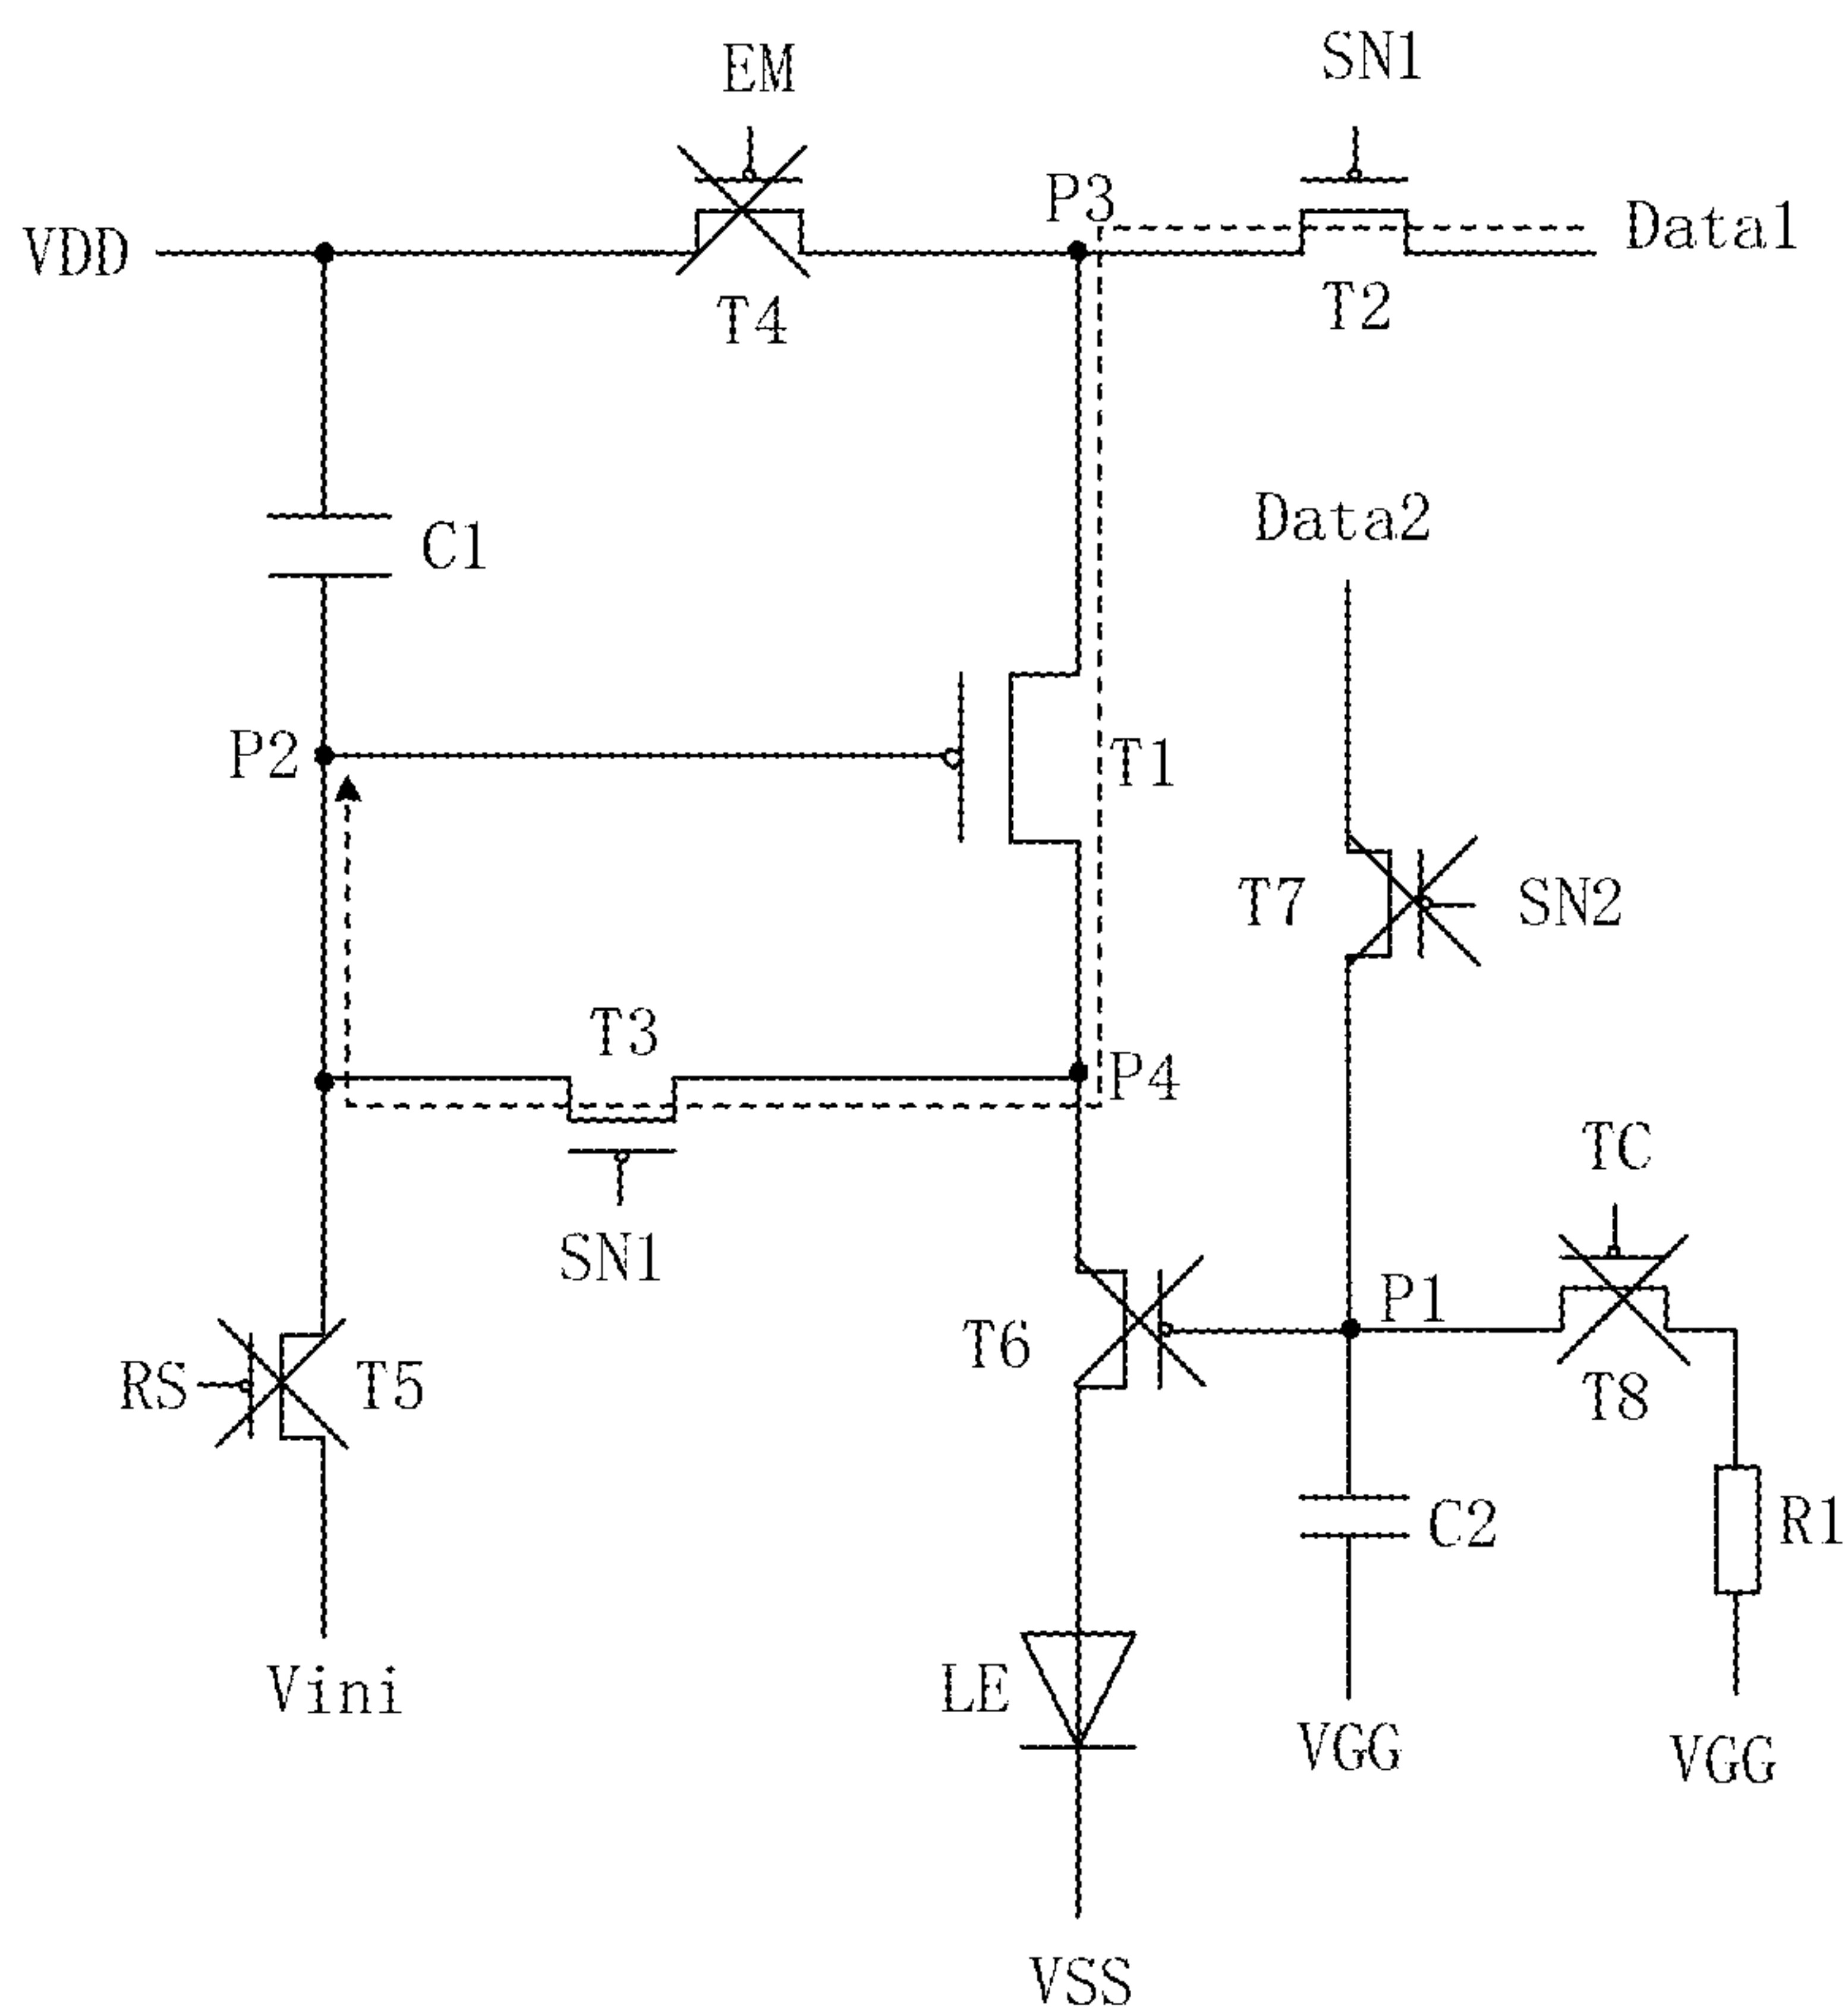 EM
SN1
P3
VDD
Data1
T4
T2
C1
Data2
P2
T1
T7
SN2
T3
P4
TC
SN1
P1
T6
RS
T5
T8
C2
R1
Vini
LE
VGG
VGG
VSS